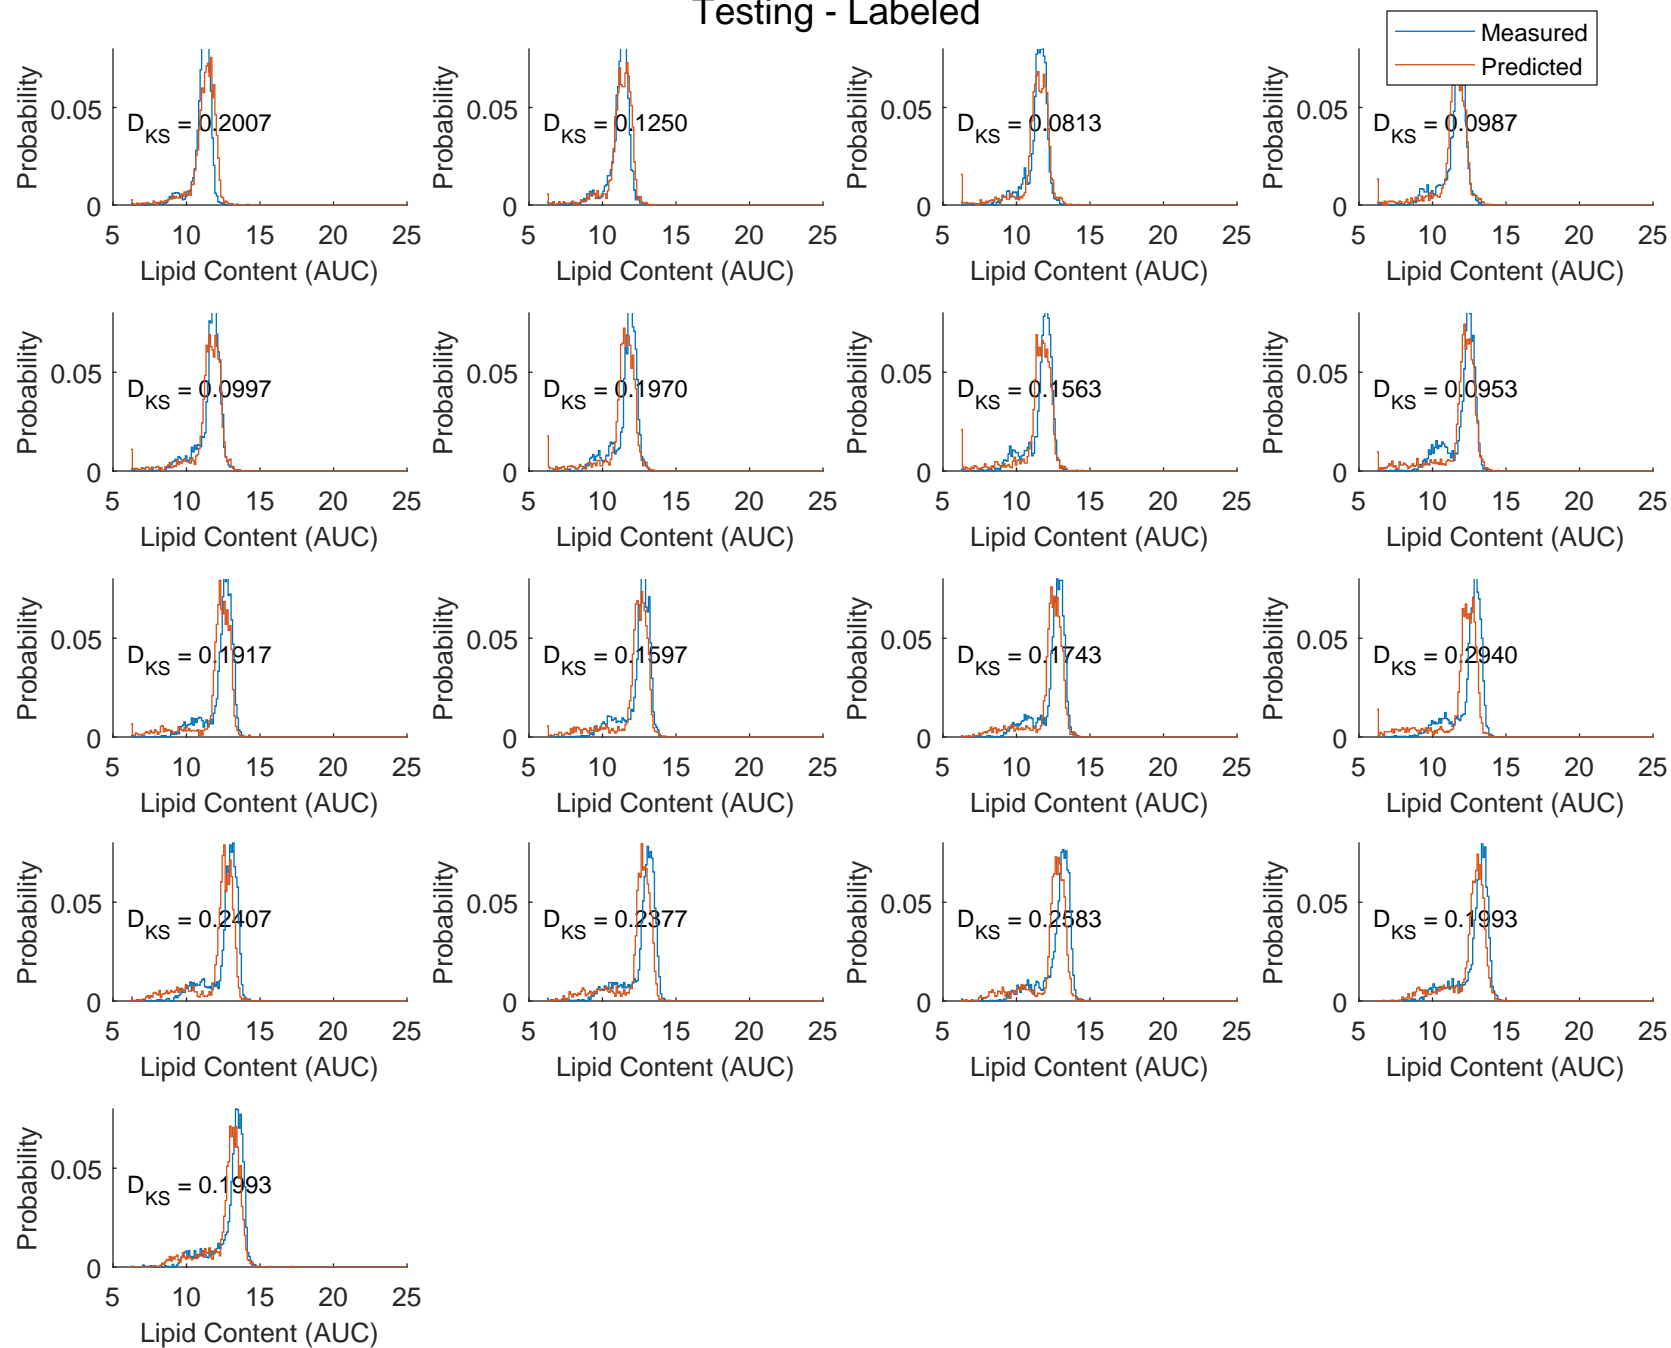 Testing - Labeled
Measured
Predicted
Probability
0.05
0
D_KS = 0.2007
5 10 15 20 25
Lipid Content (AUC)
Probability
0.05
0
D_KS = 0.1250
5 10 15 20 25
Lipid Content (AUC)
Probability
0.05
0
D_KS = 0.0813
5 10 15 20 25
Lipid Content (AUC)
Probability
0.05
0
D_KS = 0.0987
5 10 15 20 25
Lipid Content (AUC)
Probability
0.05
0
D_KS = 0.0997
5 10 15 20 25
Lipid Content (AUC)
Probability
0.05
0
D_KS = 0.1970
5 10 15 20 25
Lipid Content (AUC)
Probability
0.05
0
D_KS = 0.1563
5 10 15 20 25
Lipid Content (AUC)
Probability
0.05
0
D_KS = 0.0953
5 10 15 20 25
Lipid Content (AUC)
Probability
0.05
0
D_KS = 0.1917
5 10 15 20 25
Lipid Content (AUC)
Probability
0.05
0
D_KS = 0.1597
5 10 15 20 25
Lipid Content (AUC)
Probability
0.05
0
D_KS = 0.1743
5 10 15 20 25
Lipid Content (AUC)
Probability
0.05
0
D_KS = 0.2940
5 10 15 20 25
Lipid Content (AUC)
Probability
0.05
0
D_KS = 0.2407
5 10 15 20 25
Lipid Content (AUC)
Probability
0.05
0
D_KS = 0.2377
5 10 15 20 25
Lipid Content (AUC)
Probability
0.05
0
D_KS = 0.2583
5 10 15 20 25
Lipid Content (AUC)
Probability
0.05
0
D_KS = 0.1993
5 10 15 20 25
Lipid Content (AUC)
Probability
0.05
0
D_KS = 0.1993
5 10 15 20 25
Lipid Content (AUC)